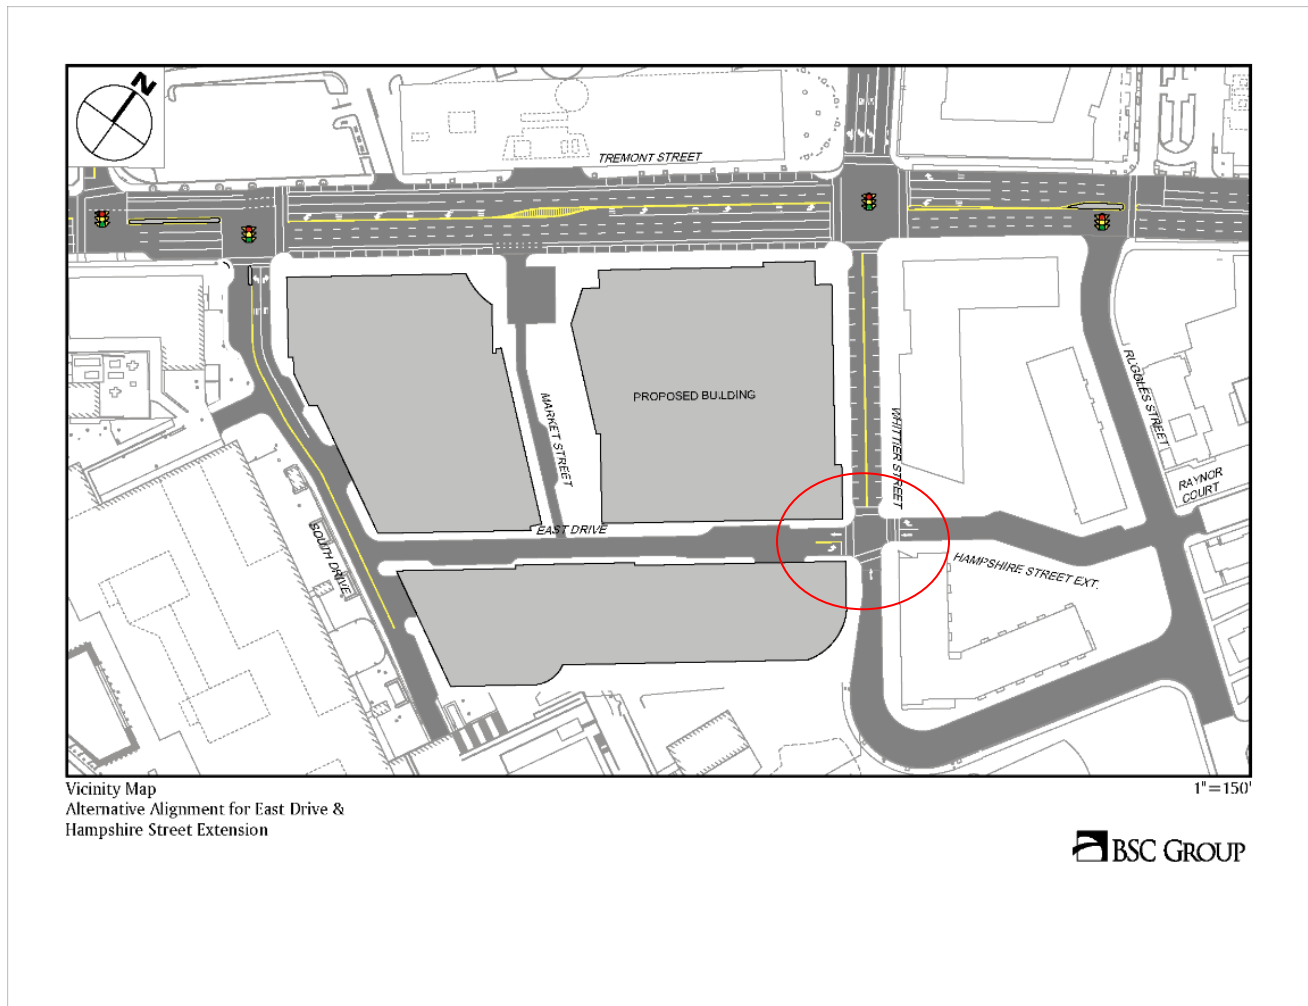 N
TREMONT STREET
PROPOSED BUILDING
MARKET STREET
WHITTIER STREET
RUGGLES STREET
RAYNOR
COURT
EAST DRIVE
SOUTH DRIVE
HAMPSHIRE STREET EXT.
Vicinity Map
1"=150'
Alternative Alignment for East Drive &
Hampshire Street Extension
BSC GROUP